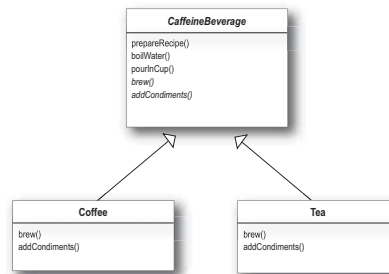 CaffeineBeverage
prepareRecipe()
boilWater()
pourInCup()
brew()
addCondiments()
Coffee
brew()
addCondiments()
Tea
brew()
addCondiments()